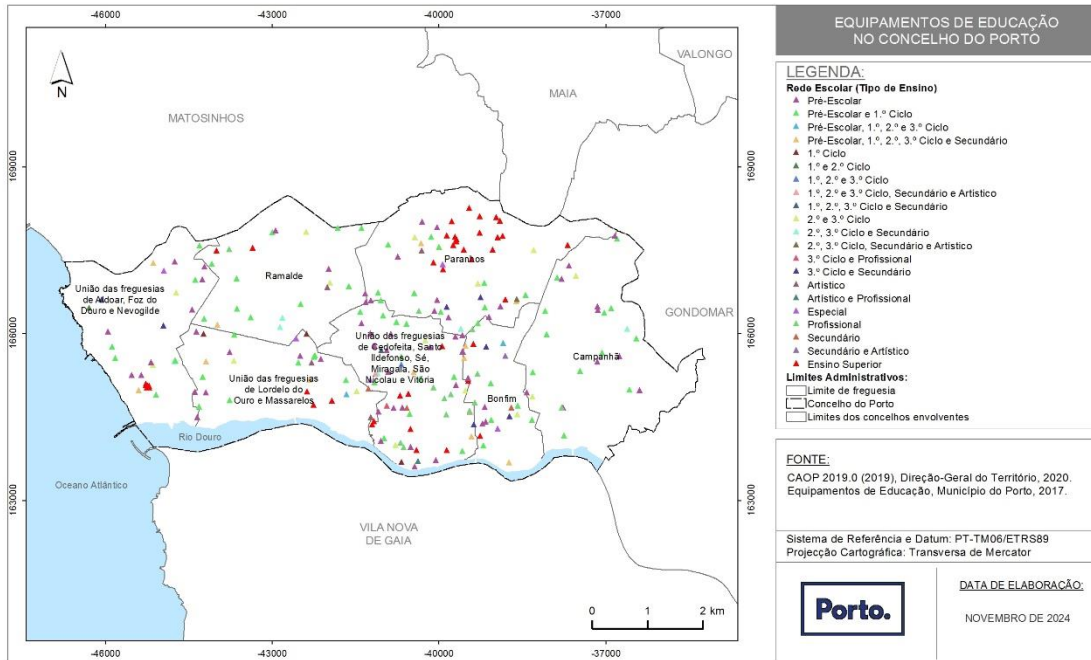 -46000
-43000
-40000
-37000
EQUIPAMENTOS DE EDUCAÇÃO
NO CONCELHO DO PORTO
N
VALONGO
MAIA
MATOSINHOS
169000
169000
Paranhos
Ramalde
União das freguesias
de Aldoar, Foz do
Douro e Nevogilde
GONDOMAR
166000
166000
União das freguesias
de Cedofeita, Santo
Ildefonso, Sé,
Miragaia, São
Nicolau e Vitória
Campanhã
União das freguesias
de Lordelo do
Ouro e Massarelos
Bonfim
Rio Douro
Oceano Atlântico
163000
163000
VILA NOVA
DE GAIA
0 1 2 km
-46000
-43000
-40000
-37000
LEGENDA:
Rede Escolar (Tipo de Ensino)
Pré-Escolar
Pré-Escolar e 1.º Ciclo
Pré-Escolar, 1.º, 2.º e 3.º Ciclo
Pré-Escolar, 1.º, 2.º, 3.º Ciclo e Secundário
1.º Ciclo
1.º e 2.º Ciclo
1.º, 2.º e 3.º Ciclo
1.º, 2.º e 3.º Ciclo, Secundário e Artístico
1.º, 2.º, 3.º Ciclo e Secundário
2.º e 3.º Ciclo
2.º, 3.º Ciclo e Secundário
2.º, 3.º Ciclo, Secundário e Artístico
3.º Ciclo e Profissional
3.º Ciclo e Secundário
Artístico
Artístico e Profissional
Especial
Profissional
Secundário
Secundário e Artístico
Ensino Superior
Limites Administrativos:
Limite de freguesia
Concelho do Porto
Limites dos concelhos envolventes
FONTE:
CAOP 2019.0 (2019), Direção-Geral do Território, 2020.
Equipamentos de Educação, Município do Porto, 2017.
Sistema de Referência e Datum: PT-TM06/ETRS89
Projecção Cartográfica: Transversa de Mercator
Porto.
DATA DE ELABORAÇÃO:
NOVEMBRO DE 2024